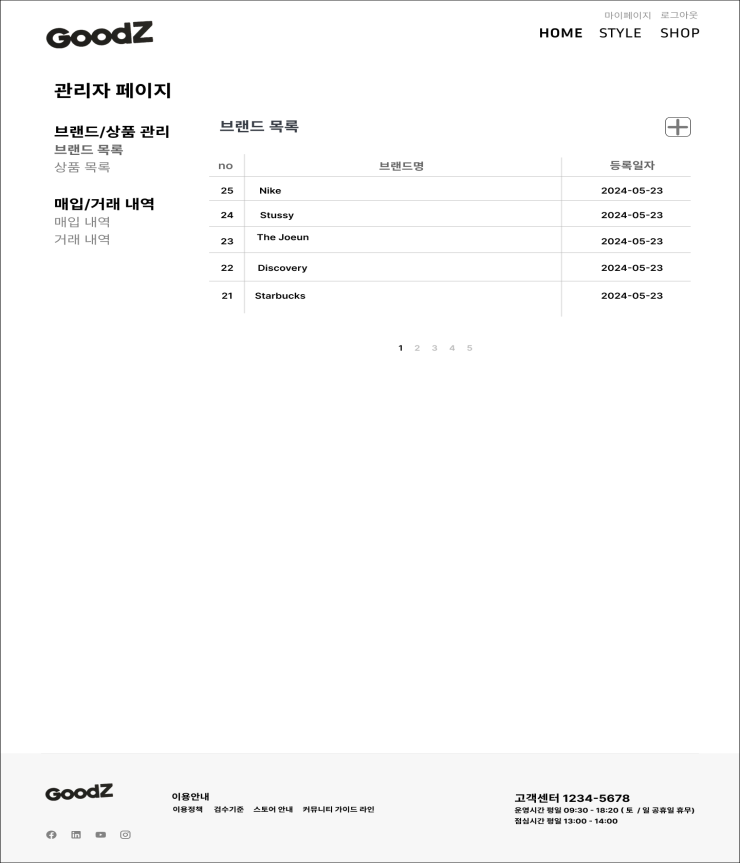 마이페이지 로그아웃
GoodZ
HOME STYLE SHOP
관리자 페이지
브랜드/상품 관리
브랜드 목록
상품 목록
매입/거래 내역
매입 내역
거래 내역
브랜드 목록
no 브랜드명 등록일자
25 Nike 2024-05-23
24 Stussy 2024-05-23
23 The Joeun 2024-05-23
22 Discovery 2024-05-23
21 Starbucks 2024-05-23
1 2 3 4 5
GoodZ
이용안내
이용정책 검수기준 스토어 안내 커뮤니티 가이드 라인
고객센터 1234-5678
운영시간 평일 09:30 - 18:20 ( 토 / 일 공휴일 휴무)
점심시간 평일 13:00 - 14:00